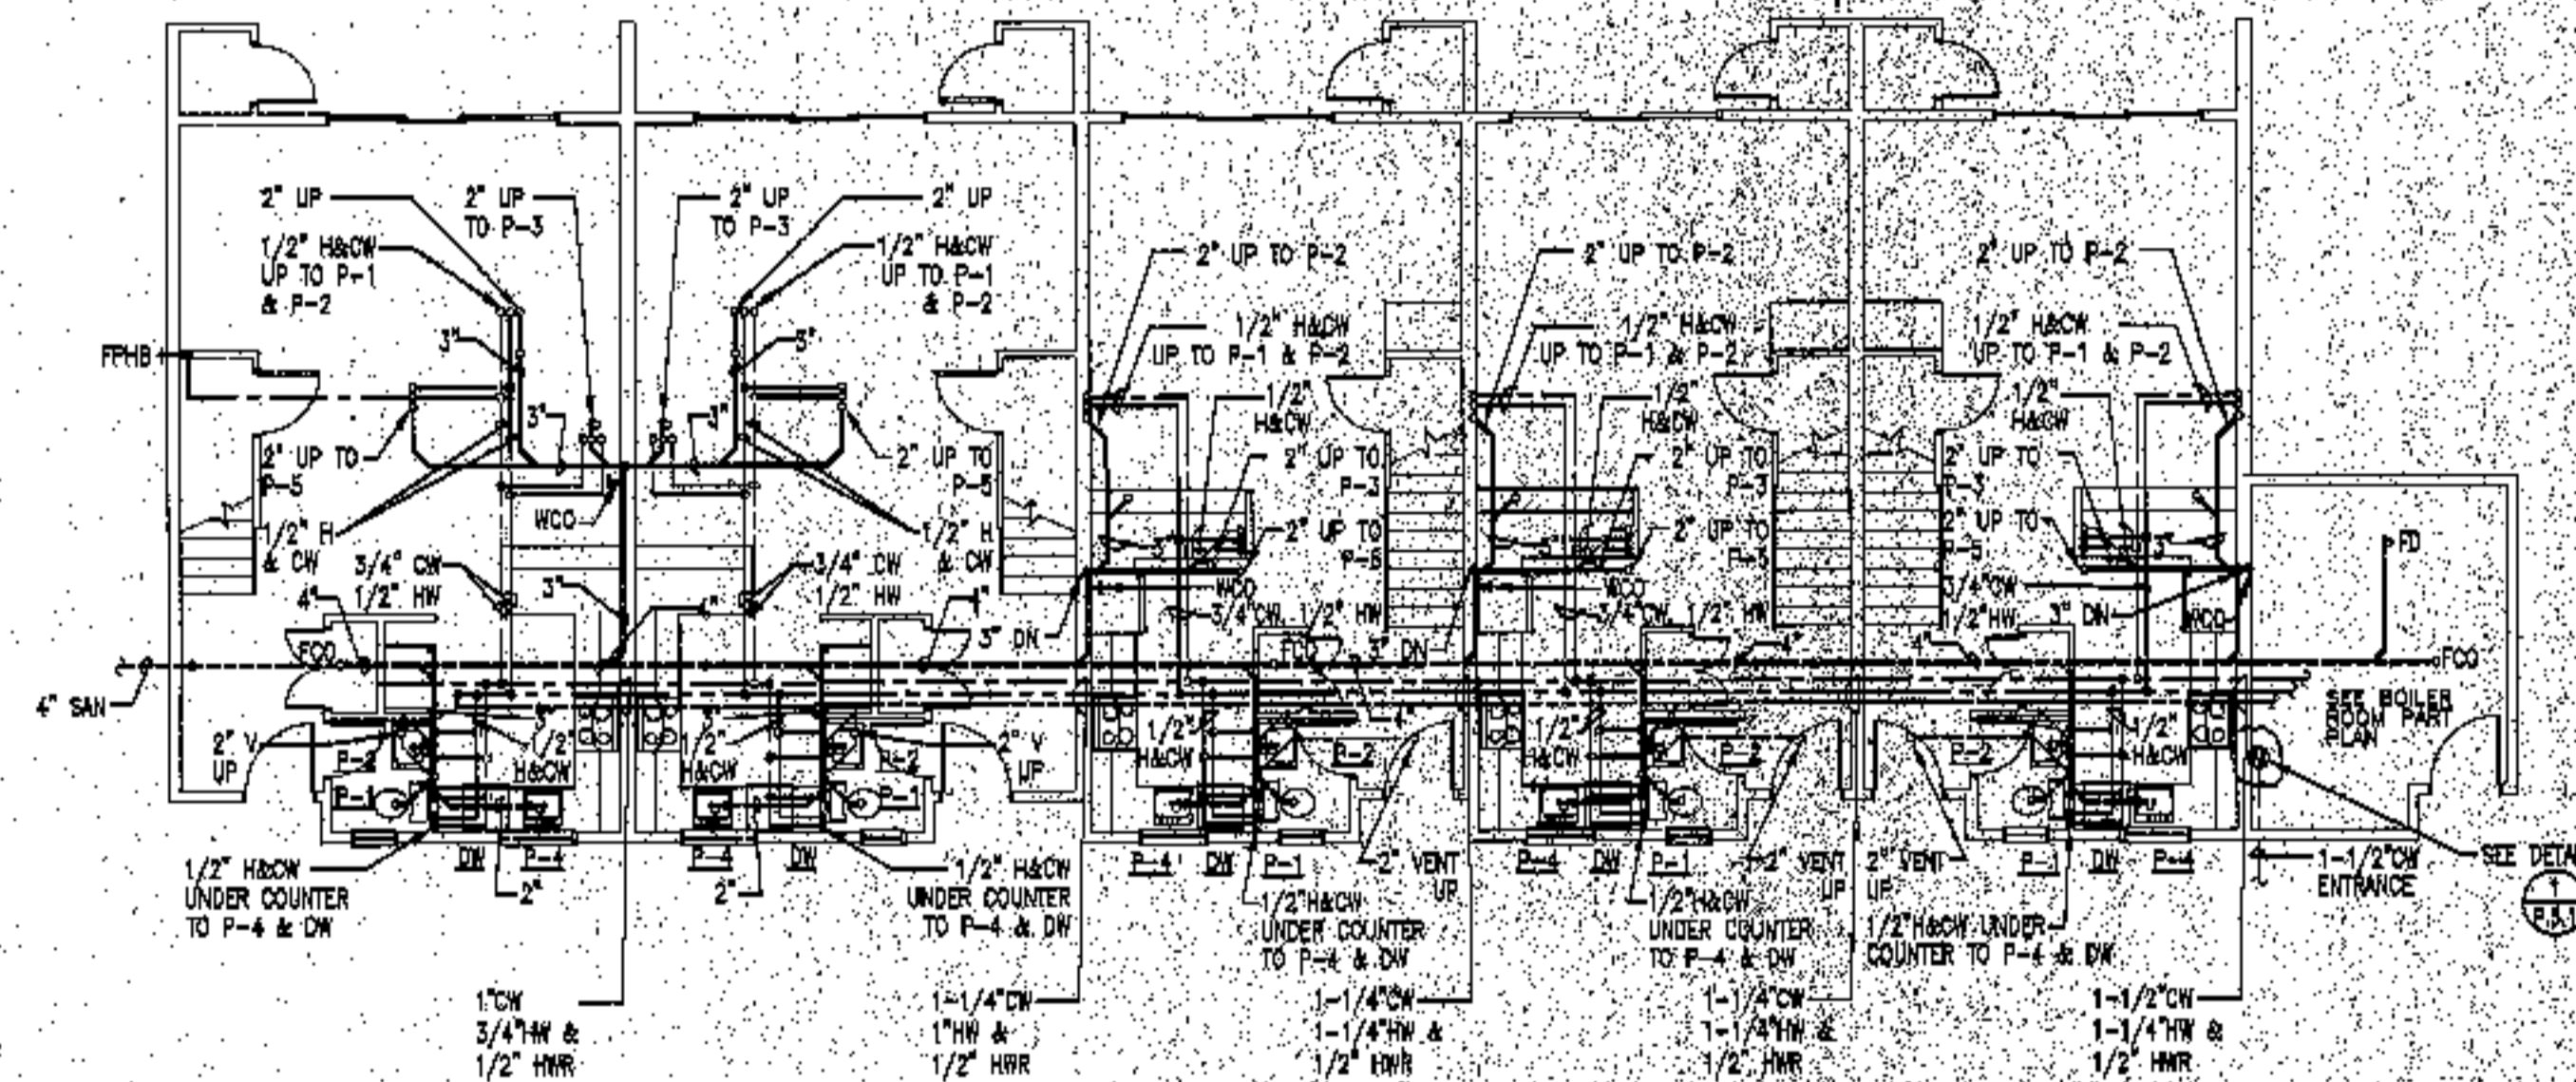 2" UP
2" UP
TO P-3
2" UP
TO P-3
2" UP
1/2" H&CW
UP TO P-1
& P-2
1/2" H&CW
UP TO P-1
& P-2
2" UP TO P-2
2" UP TO P-2
2" UP TO P-2
1/2" H&CW
UP TO P-1 & P-2
1/2" H&CW
UP TO P-1 & P-2
1/2" H&CW
UP TO P-1 & P-2
FPHB
3"
3"
1/2"
H&CW
1/2"
H&CW
1/2"
H&CW
3"
3"
2" UP TO
P-5
2" UP TO
P-5
2" UP TO
P-3
2" UP TO
P-3
2" UP TO
P-3
WCO
1/2" H
& CW
1/2" H
& CW
2" UP TO
2" UP TO
P-5
2" UP TO
P-5
3"
3"
3"
FD
3/4" CW
1/2" HW
3/4" CW
1/2" HW
WCO
WCO
3/4"CW
1/2"HW
3"
4"
4"
3/4"CW, 1/2" HW
3/4"CW, 1/2" HW
3" DN
3" DN
3" DN
WCO
FCO
4"
4"
FCO
4" SAN
4"
SEE BOILER
ROOM PART
PLAN
2" V
UP
P-2
3"
1/2"
H&CW
1/2"
H&CW
P-2
2" V
UP
1/2"
H&CW
P-2
1/2"
H&CW
P-2
P-2
1/2"
H&CW
P-1
P-1
DW
P-4
P-4
DW
P-4
DW
P-1
P-4
DW
P-1
P-1
DW
P-4
1/2" H&CW
UNDER COUNTER
TO P-4 & DW
2"
2"
1/2" H&CW
UNDER COUNTER
TO P-4 & DW
2" VENT
UP
2" VENT
UP
2" VENT
UP
1-1/2"CW
ENTRANCE
1/2"H&CW
UNDER COUNTER
TO P-4 & DW
1/2"H&CW
UNDER COUNTER
TO P-4 & DW
1/2"H&CW UNDER
COUNTER TO P-4 & DW
SEE DETA
1
1"CW
3/4"HW &
1/2" HWR
1-1/4"CW
1"HW &
1/2" HWR
1-1/4"CW
1-1/4"HW &
1/2" HWR
1-1/4"CW
1-1/4"HW &
1/2" HWR
1-1/2"CW
1-1/4"HW &
1/2" HWR